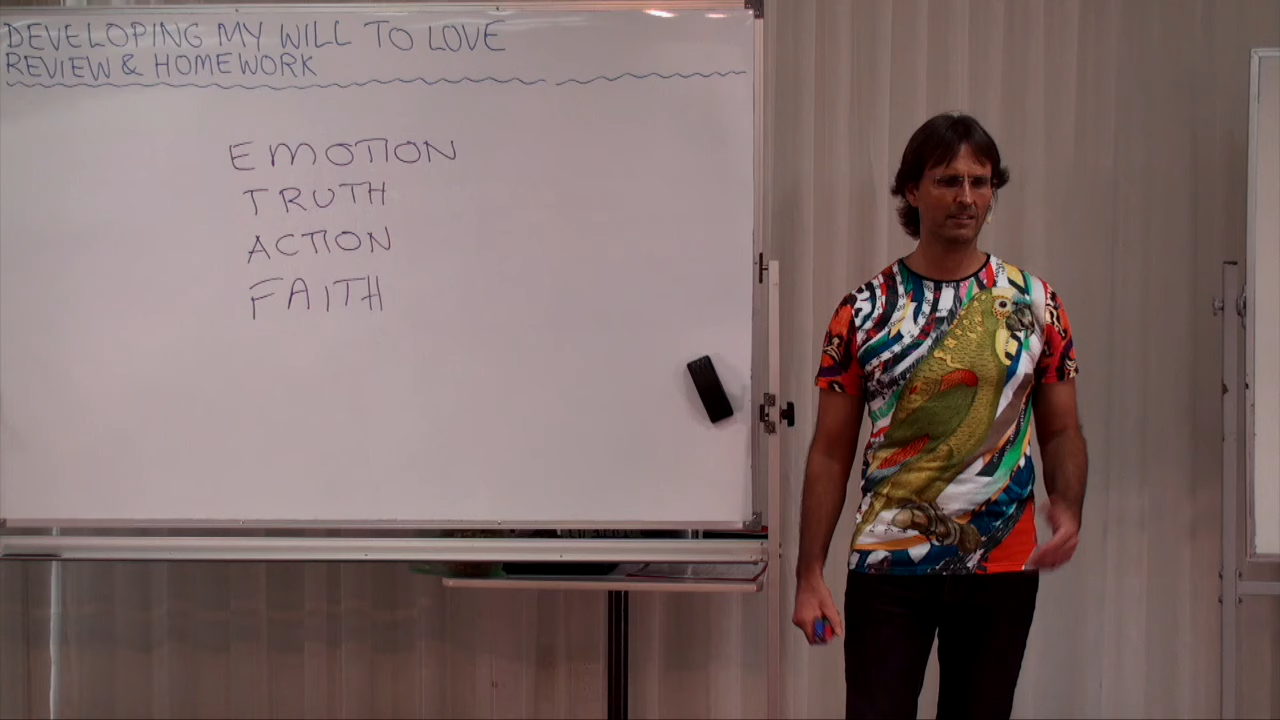 DEVELOPING MY WILL TO LOVE
REVIEW & HOMEWORK
EMOTION
TRUTH
ACTION
FAITH